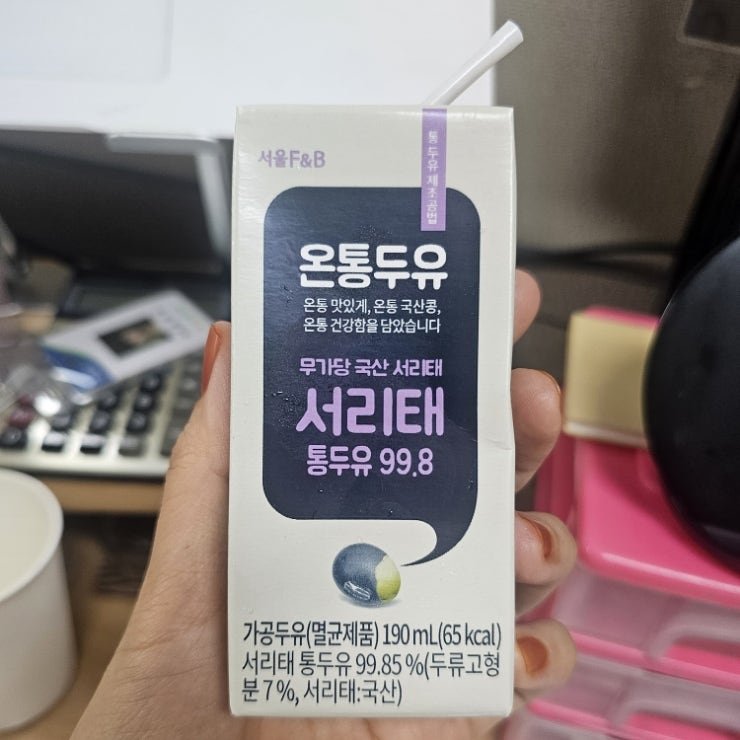 서울F&B
통 두유 제조공법
온통두유
온통 맛있게, 온통 국산콩,
온통 건강함을 담았습니다
무가당 국산 서리태
서리태
통두유 99.8
가공두유(멸균제품) 190 mL(65 kcal)
서리태 통두유 99.85 %(두류고형
분 7 %, 서리태:국산)